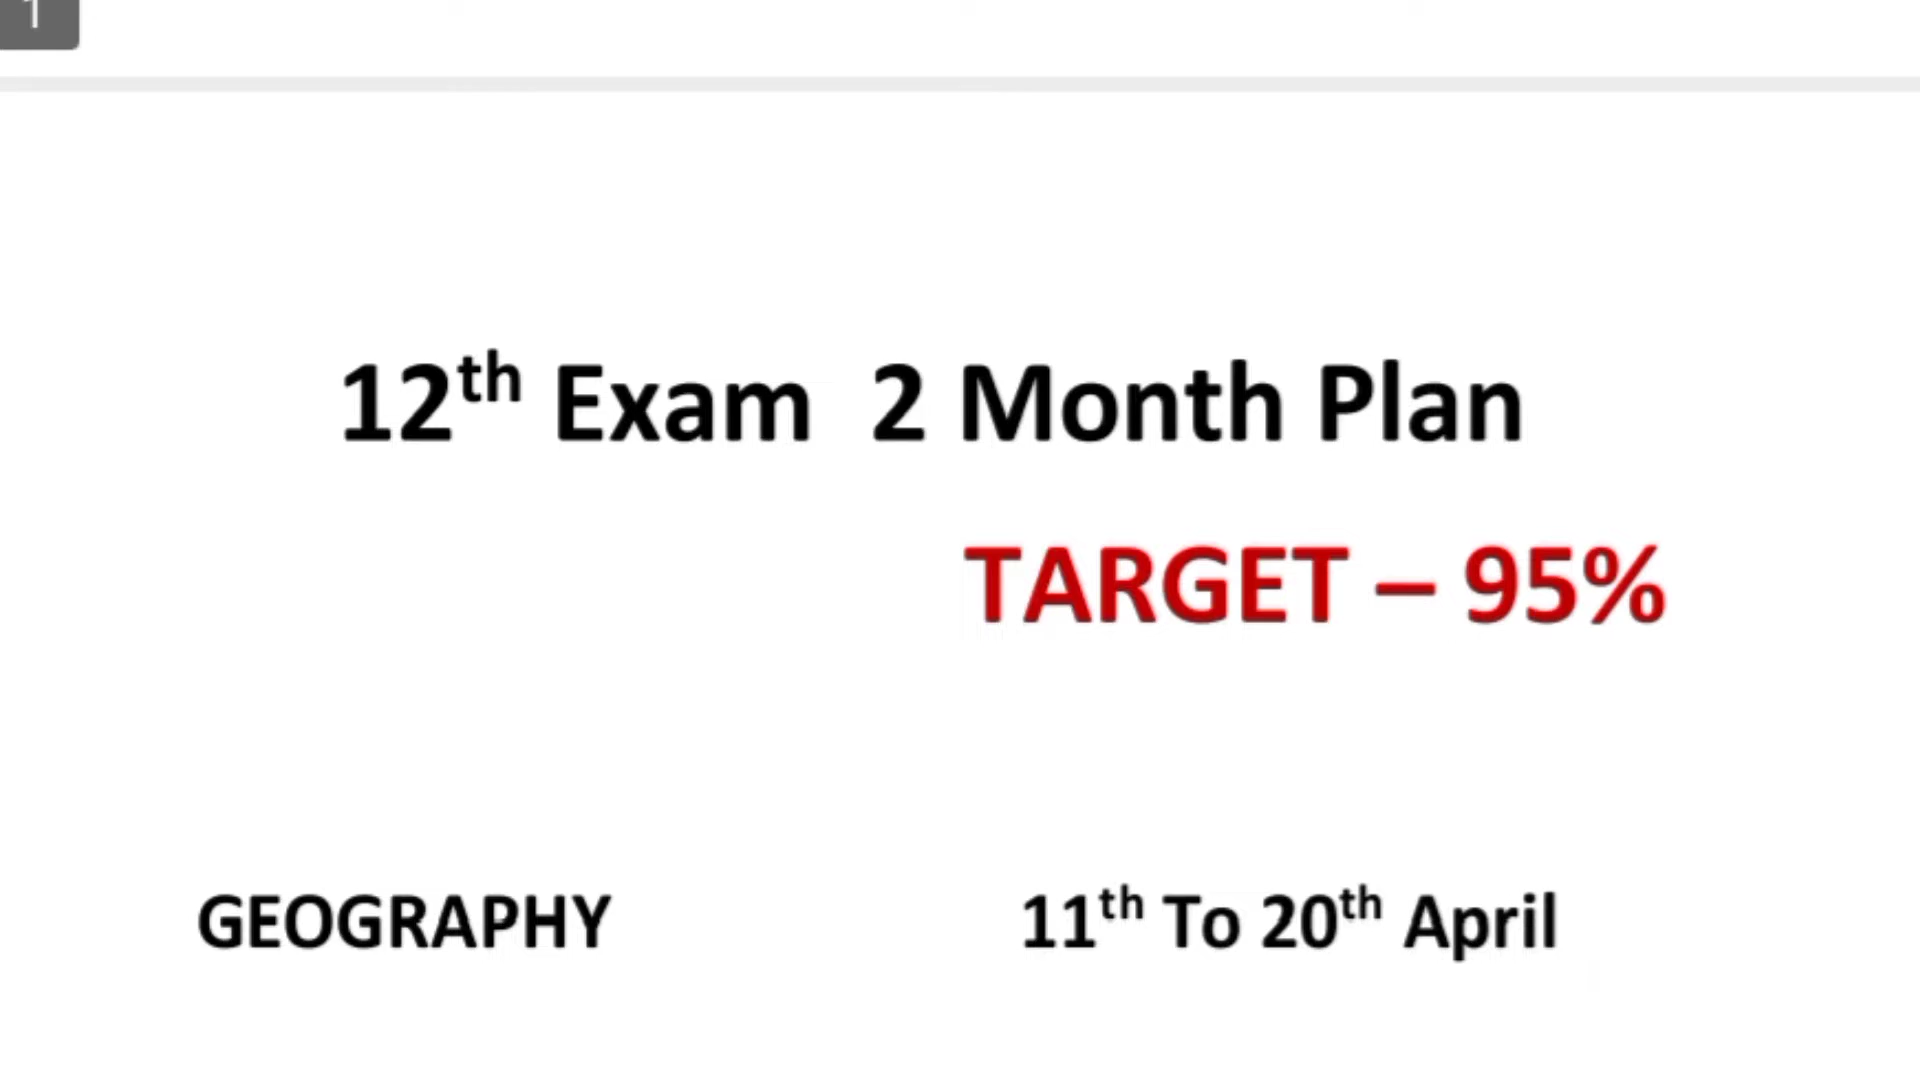 1
12th Exam 2 Month Plan
TARGET – 95%
GEOGRAPHY 11th To 20th April